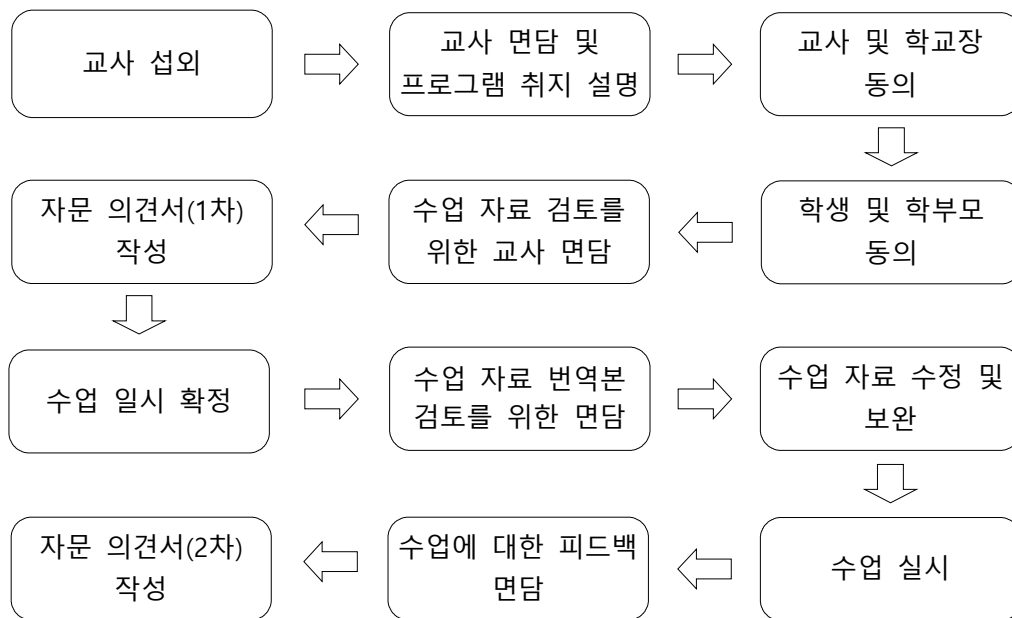 교사 섭외
교사 면담 및
프로그램 취지 설명
교사 및 학교장
동의
학생 및 학부모
동의
수업 자료 검토를
위한 교사 면담
자문 의견서(1차)
작성
수업 일시 확정
수업 자료 번역본
검토를 위한 면담
수업 자료 수정 및
보완
수업 실시
수업에 대한 피드백
면담
자문 의견서(2차)
작성